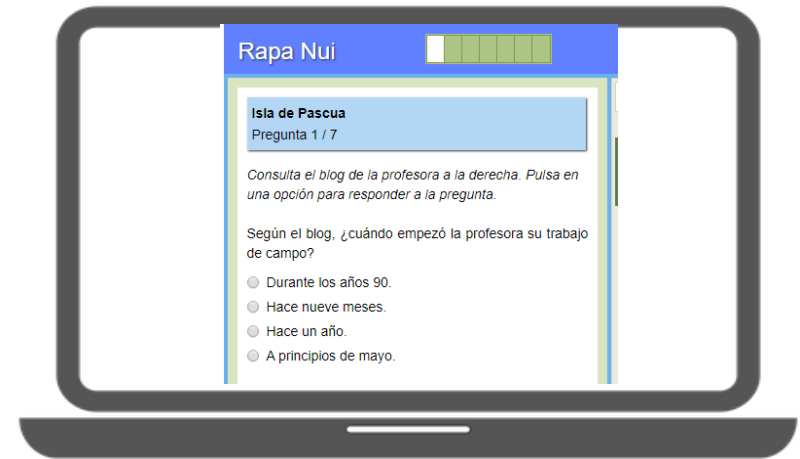 Rapa Nui
Isla de Pascua
Pregunta 1 / 7
Consulta el blog de la profesora a la derecha. Pulsa en
una opción para responder a la pregunta.
Según el blog, ¿cuándo empezó la profesora su trabajo
de campo?
Durante los años 90.
Hace nueve meses.
Hace un año.
A principios de mayo.